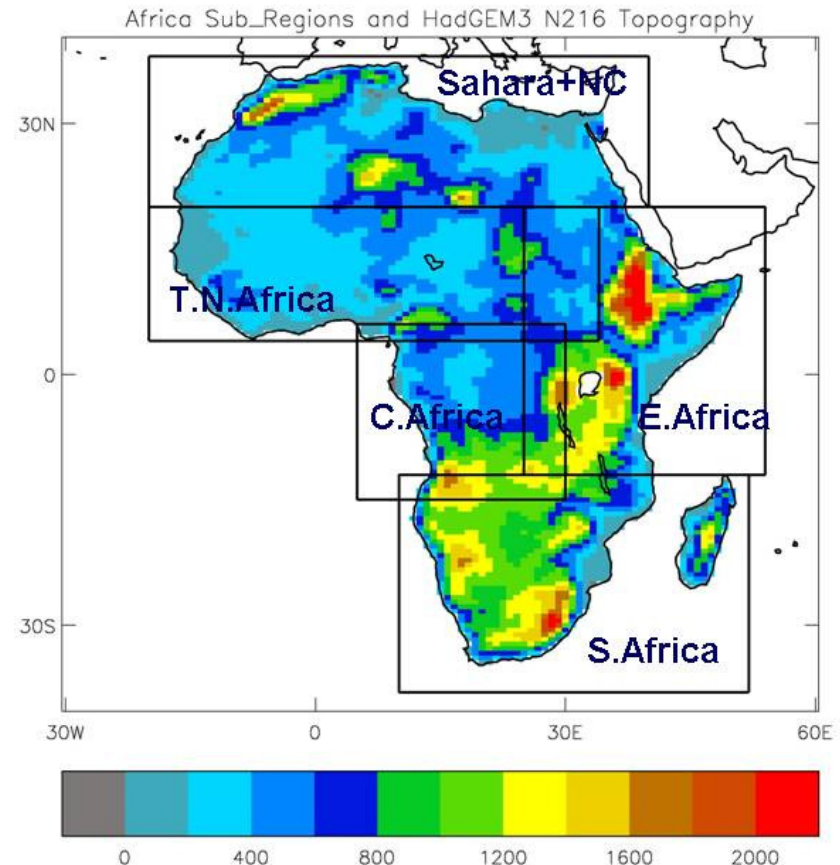 Africa Sub_Regions and HadGEM3 N216 Topography
Sahara+NC
30N
T.N.Africa
0
C.Africa
E.Africa
30S
S.Africa
30W 0 30E 60E
0 400 800 1200 1600 2000